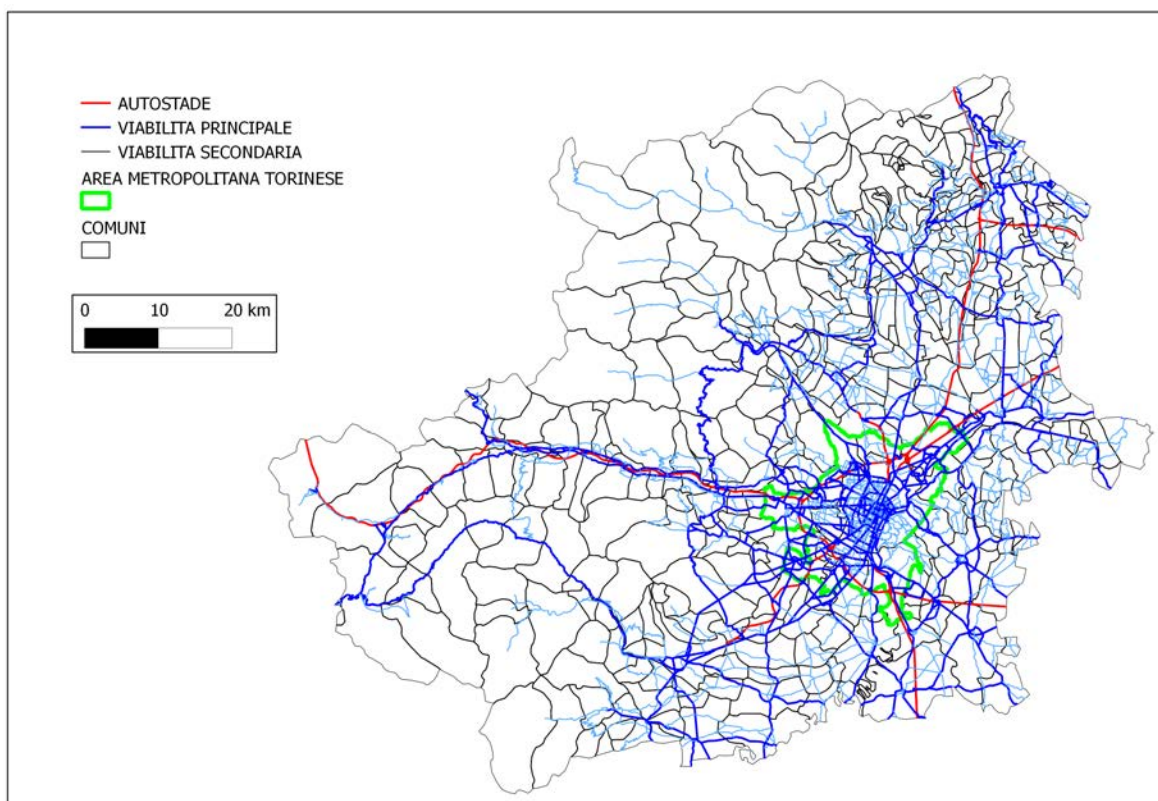 AUTOSTADE
VIABILITA PRINCIPALE
VIABILITA SECONDARIA
AREA METROPOLITANA TORINESE
COMUNI
0 10 20 km